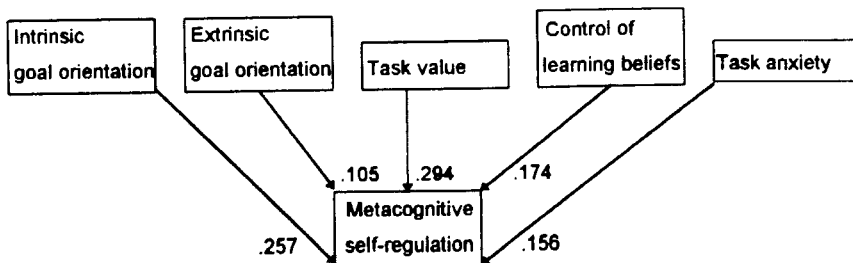 Intrinsic
goal orientation
Extrinsic
goal orientation
Task value
Control of
learning beliefs
Task anxiety
.105
.294
.174
Metacognitive
self-regulation
.257
.156